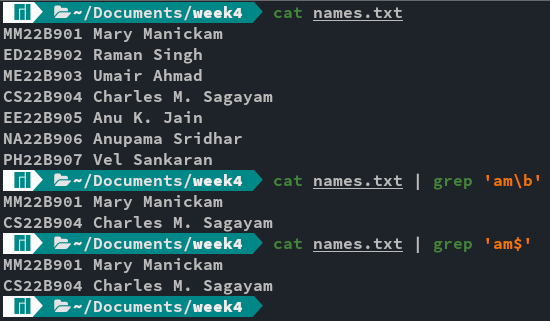 ~/Documents/week4 cat names.txt
MM22B901 Mary Manickam
ED22B902 Raman Singh
ME22B903 Umair Ahmad
CS22B904 Charles M. Sagayam
EE22B905 Anu K. Jain
NA22B906 Anupama Sridhar
PH22B907 Vel Sankaran
~/Documents/week4 cat names.txt | grep 'am\b'
MM22B901 Mary Manickam
CS22B904 Charles M. Sagayam
~/Documents/week4 cat names.txt | grep 'am$'
MM22B901 Mary Manickam
CS22B904 Charles M. Sagayam
~/Documents/week4